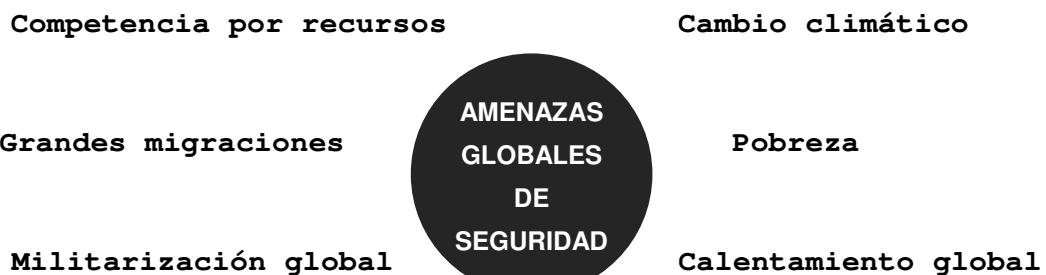 Competencia por recursos
Cambio climático
AMENAZAS
GLOBALES
DE
SEGURIDAD
Grandes migraciones
Pobreza
Militarización global
Calentamiento global